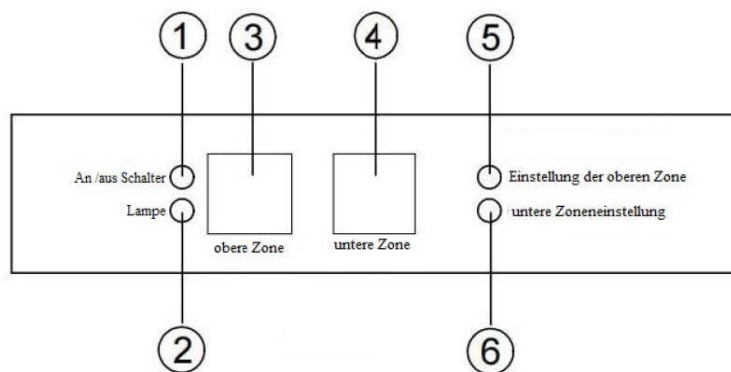 1
3
4
5
An /aus Schalter
Einstellung der oberen Zone
Lampe
untere Zoneneinstellung
obere Zone
untere Zone
2
6